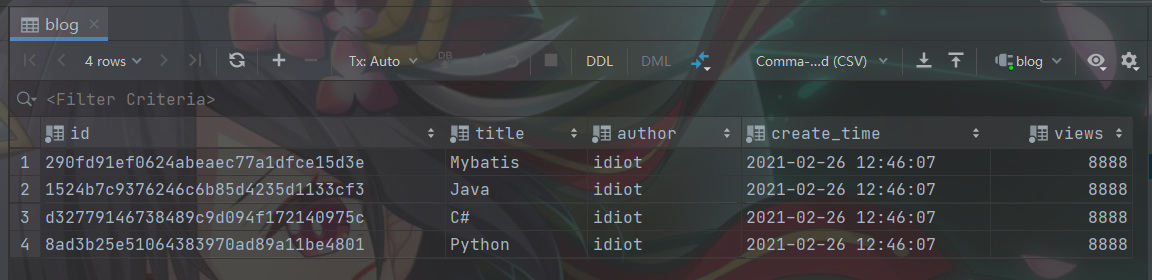 blog
4 rows Tx: Auto DB DDL DML Comma-...d (CSV) blog
<Filter Criteria>
id title author create_time views
1 290fd91ef0624abeaec77a1dfce15d3e Mybatis idiot 2021-02-26 12:46:07 8888
2 1524b7c9376246c6b85d4235d1133cf3 Java idiot 2021-02-26 12:46:07 8888
3 d32779146738489c9d094f172140975c C# idiot 2021-02-26 12:46:07 8888
4 8ad3b25e51064383970ad89a11be4801 Python idiot 2021-02-26 12:46:07 8888